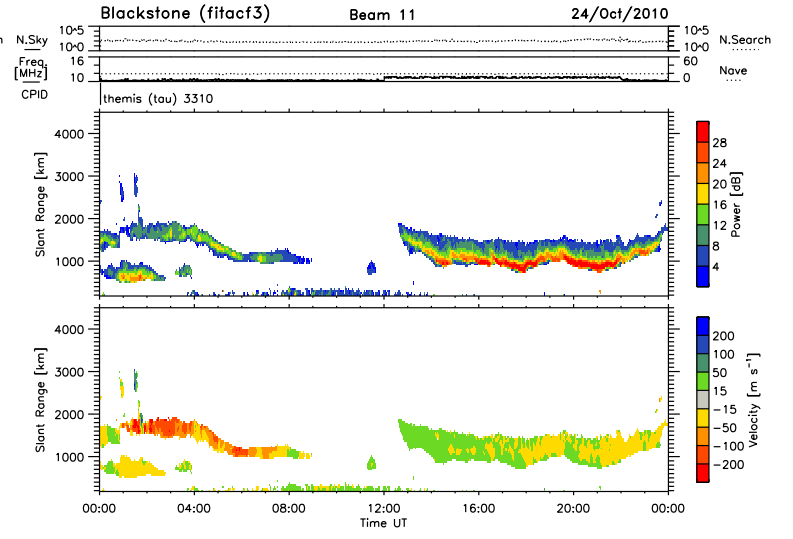 Blackstone (fitacf3) Beam 11 24/Oct/2010
N.Sky 10^5 10^0 10^5 10^0 N.Search
Freq. [MHz] 16 10 60 0 Nave
CPID themis (tau) 3310
Slant Range [km] 4000 3000 2000 1000
Power [dB] 28 24 20 16 12 8 4
Slant Range [km] 4000 3000 2000 1000
Velocity [m s⁻¹] 200 100 50 15 −15 −50 −100 −200
00:00 04:00 08:00 12:00 16:00 20:00 00:00
Time UT